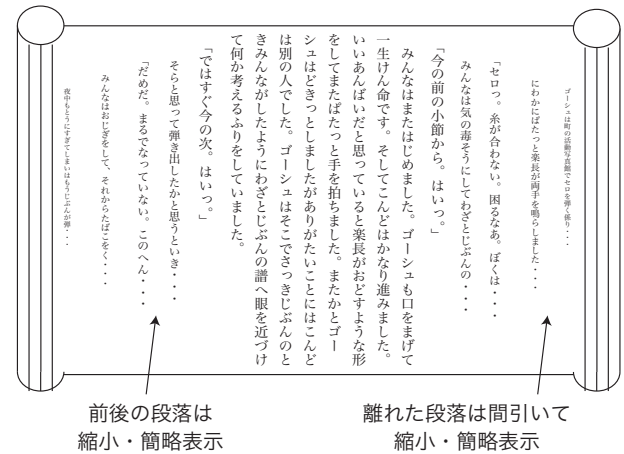 ゴーシュは町の活動写真館でセロを弾く係り・・・
にわかにぱたっと楽長が両手を鳴らしました・・・
「セロっ。糸が合わない。困るなあ。ぼくは・・・
みんなは気の毒そうにしてわざとじぶんの・・・
「今の前の小節から。はいっ。」
みんなはまたはじめました。ゴーシュも口をまげて
一生けん命です。そしてこんどはかなり進みました。
いいあんばいだと思っていると楽長がおどすような形
をしてまたぱたっと手を拍ちました。またかとゴー
シュはどきっとしましたがありがたいことにはこんど
は別の人でした。ゴーシュはそこでさっきじぶんのと
きみんながしたようにわざとじぶんの譜へ眼を近づけ
て何か考えるふりをしていました。
「ではすぐ今の次。はいっ。」
そらと思って弾き出したかと思うといき・・・
「だめだ。まるでなっていない。このへん・・・
みんなはおじぎをして、それからたばこをく・・・
夜中もとうにすぎてしまいはもうじぶんが弾・・・
前後の段落は
縮小・簡略表示
離れた段落は間引いて
縮小・簡略表示